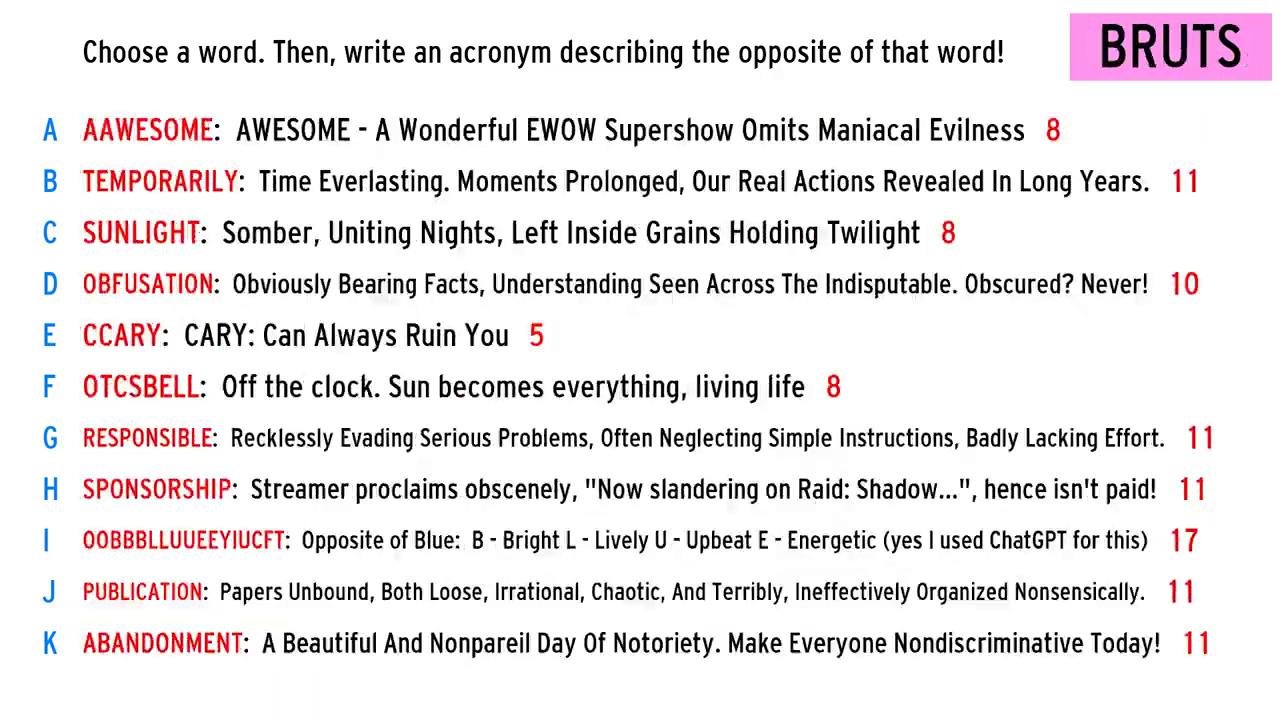 Choose a word. Then, write an acronym describing the opposite of that word!
BRUTS
A AAWESOME: AWESOME - A Wonderful EWOW Supershow Omits Maniacal Evilness 8
B TEMPORARILY: Time Everlasting. Moments Prolonged, Our Real Actions Revealed In Long Years. 11
C SUNLIGHT: Somber, Uniting Nights, Left Inside Grains Holding Twilight 8
D OBFUSATION: Obviously Bearing Facts, Understanding Seen Across The Indisputable. Obscured? Never! 10
E CCARY: CARY: Can Always Ruin You 5
F OTCSBELL: Off the clock. Sun becomes everything, living life 8
G RESPONSIBLE: Recklessly Evading Serious Problems, Often Neglecting Simple Instructions, Badly Lacking Effort. 11
H SPONSORSHIP: Streamer proclaims obscenely, "Now slandering on Raid: Shadow...", hence isn't paid! 11
I OOBBBLLUUEEYIUCFT: Opposite of Blue: B - Bright L - Lively U - Upbeat E - Energetic (yes I used ChatGPT for this) 17
J PUBLICATION: Papers Unbound, Both Loose, Irrational, Chaotic, And Terribly, Ineffectively Organized Nonsensically. 11
K ABANDONMENT: A Beautiful And Nonpareil Day Of Notoriety. Make Everyone Nondiscriminative Today! 11